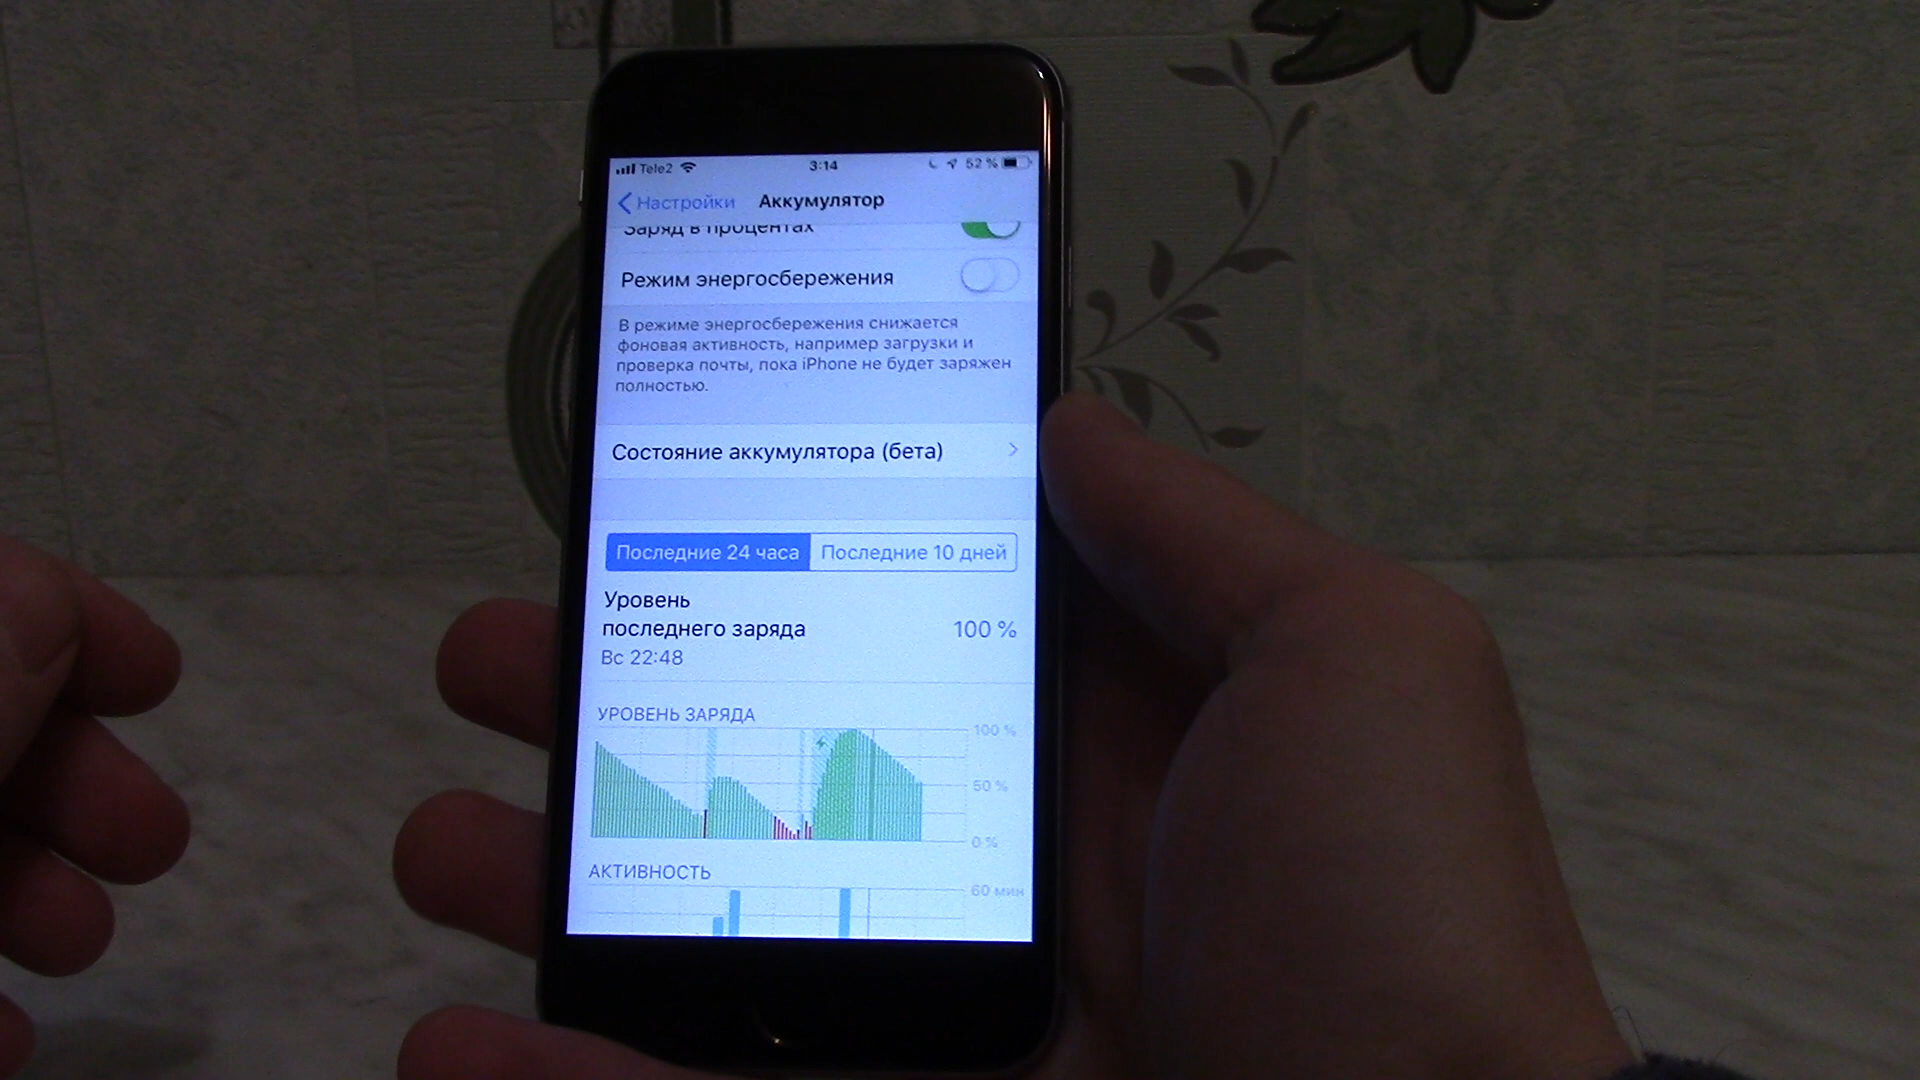 Tele2
3:14
52 %
Настройки
Аккумулятор
Заряд в процентах
Режим энергосбережения
В режиме энергосбережения снижается
фоновая активность, например загрузки и
проверка почты, пока iPhone не будет заряжен
полностью.
Состояние аккумулятора (бета)
Последние 24 часа
Последние 10 дней
Уровень
последнего заряда
100 %
Вс 22:48
УРОВЕНЬ ЗАРЯДА
100 %
50 %
0 %
АКТИВНОСТЬ
60 мин